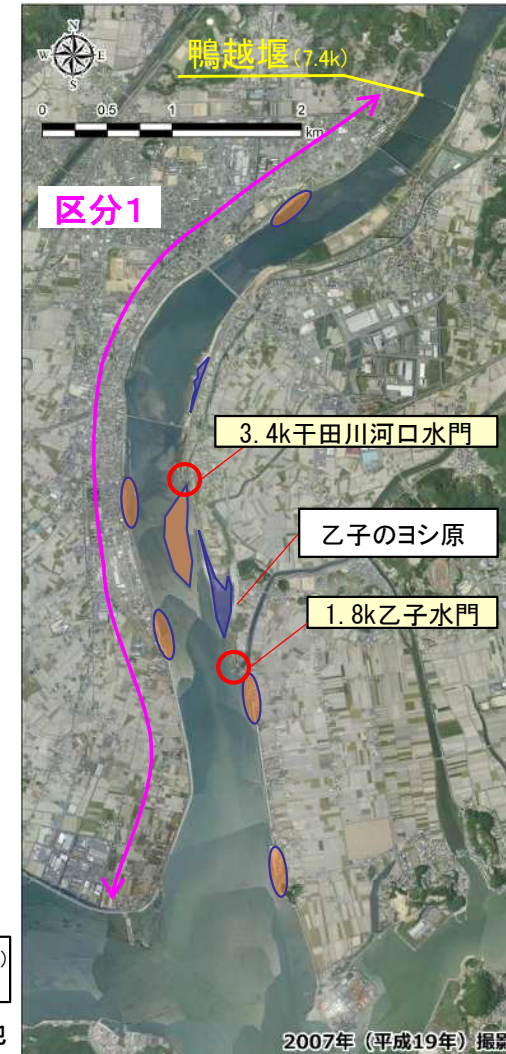 N
W E
S
鴨越堰(7.4k)
0 0.5 1 2
km
区分1
3.4k干田川河口水門
乙子のヨシ原
1.8k乙子水門
)
2007年（平成19年）撮影